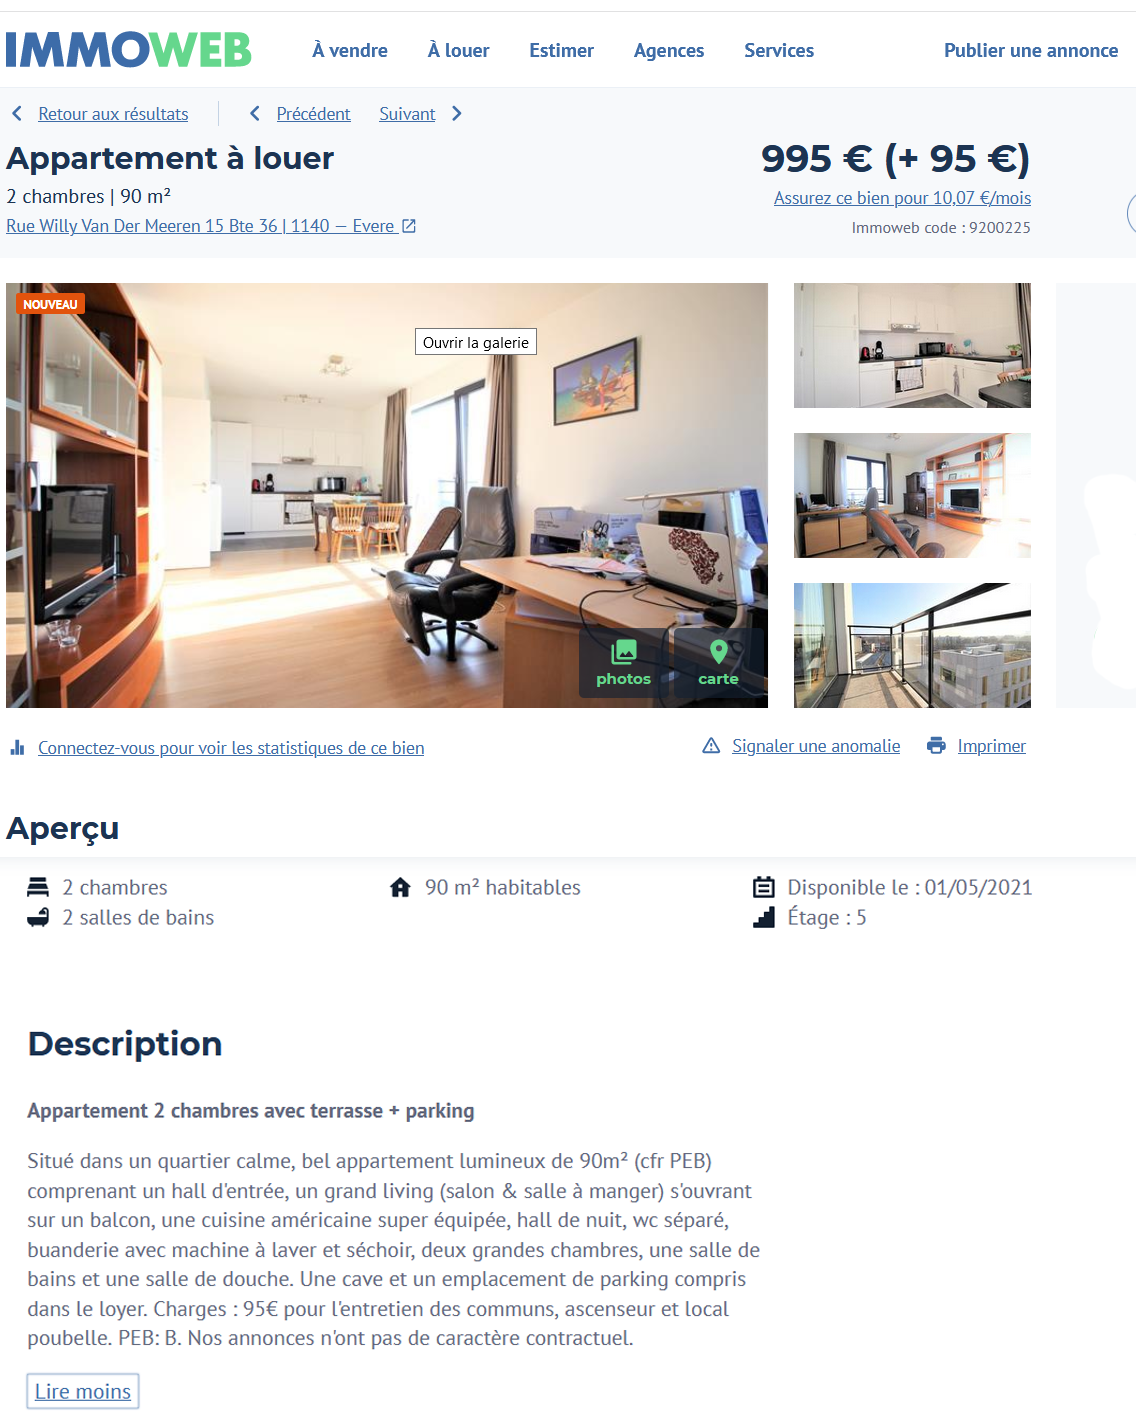 IMMOWEB
À vendre
À louer
Estimer
Agences
Services
Publier une annonce
Retour aux résultats
Précédent
Suivant
Appartement à louer
995 € (+ 95 €)
2 chambres | 90 m²
Assurez ce bien pour 10,07 €/mois
Rue Willy Van Der Meeren 15 Bte 36 | 1140 — Evere
Immoweb code : 9200225
NOUVEAU
Ouvrir la galerie
photos
carte
Connectez-vous pour voir les statistiques de ce bien
Signaler une anomalie
Imprimer
Aperçu
2 chambres
90 m² habitables
Disponible le : 01/05/2021
2 salles de bains
Étage : 5
Description
Appartement 2 chambres avec terrasse + parking
Situé dans un quartier calme, bel appartement lumineux de 90m² (cfr PEB)
comprenant un hall d'entrée, un grand living (salon & salle à manger) s'ouvrant
sur un balcon, une cuisine américaine super équipée, hall de nuit, wc séparé,
buanderie avec machine à laver et séchoir, deux grandes chambres, une salle de
bains et une salle de douche. Une cave et un emplacement de parking compris
dans le loyer. Charges : 95€ pour l'entretien des communs, ascenseur et local
poubelle. PEB: B. Nos annonces n'ont pas de caractère contractuel.
Lire moins